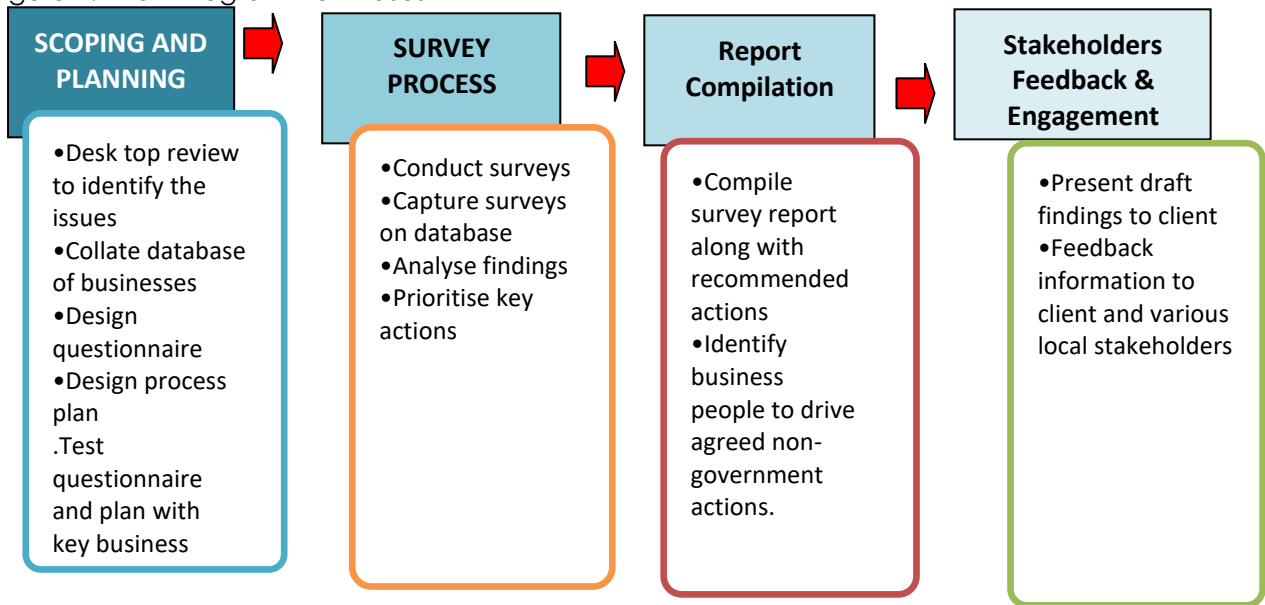 SCOPING AND
PLANNING
•Desk top review
to identify the
issues
•Collate database
of businesses
•Design
questionnaire
•Design process
plan
.Test
questionnaire
and plan with
key business
SURVEY
PROCESS
•Conduct surveys
•Capture surveys
on database
•Analyse findings
•Prioritise key
actions
Report
Compilation
•Compile
survey report
along with
recommended
actions
•Identify
business
people to drive
agreed non-
government
actions.
Stakeholders
Feedback &
Engagement
•Present draft
findings to client
•Feedback
information to
client and various
local stakeholders